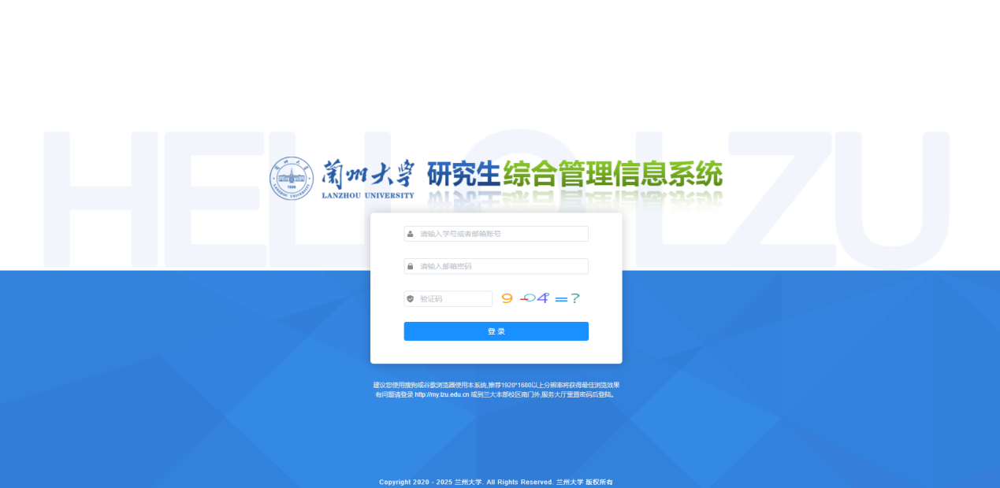 HELLO LZU
兰州大学 研究生综合管理信息系统
LANZHOU UNIVERSITY
请输入学号或者邮箱账号
请输入邮箱密码
验证码 9 - 4 = ?
登 录
建议您使用搜狗或谷歌浏览器使用本系统,推荐1920*1680以上分辨率将获得最佳浏览效果
有问题请登录 http://my.lzu.edu.cn 或到兰大本部校区南门外,服务大厅重置密码后登陆。
Copyright 2020 - 2025 兰州大学. All Rights Reserved. 兰州大学 版权所有